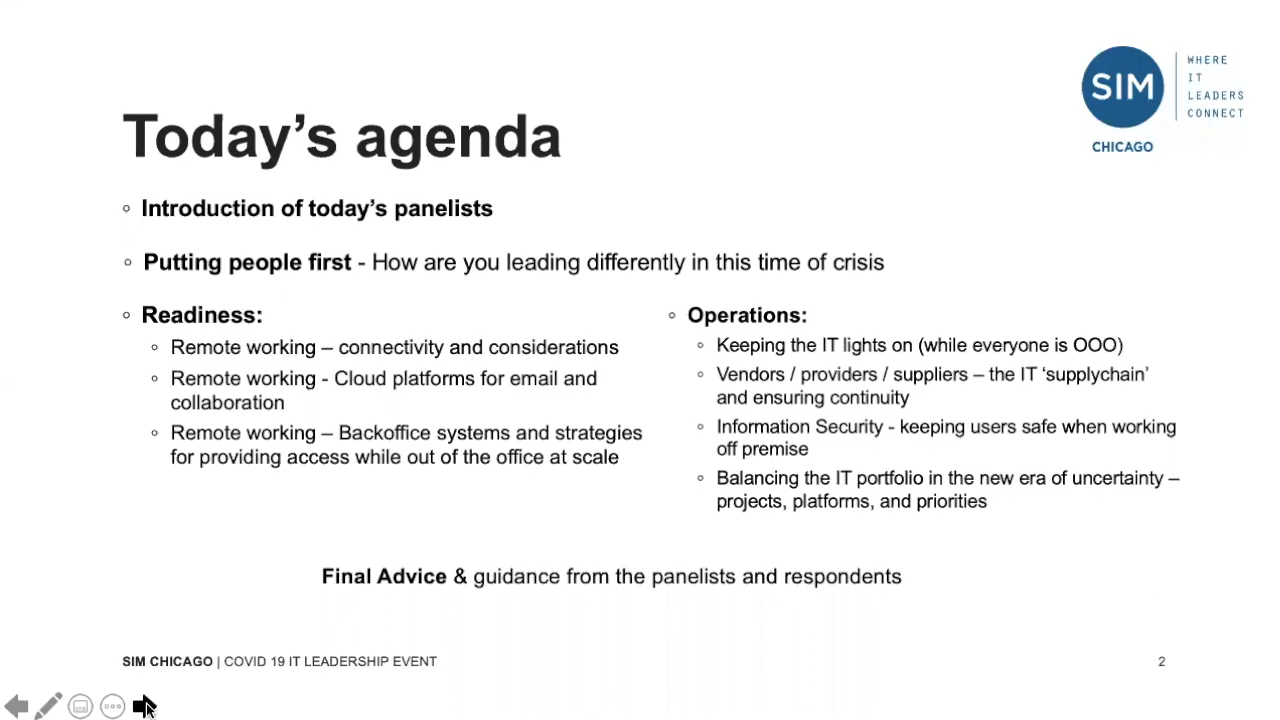 SIM
CHICAGO
WHERE
IT
LEADERS
CONNECT
Today’s agenda
◦ Introduction of today’s panelists
◦ Putting people first - How are you leading differently in this time of crisis
◦ Readiness:
◦ Remote working – connectivity and considerations
◦ Remote working - Cloud platforms for email and
collaboration
◦ Remote working – Backoffice systems and strategies
for providing access while out of the office at scale
◦ Operations:
◦ Keeping the IT lights on (while everyone is OOO)
◦ Vendors / providers / suppliers – the IT ‘supplychain’
and ensuring continuity
◦ Information Security - keeping users safe when working
off premise
◦ Balancing the IT portfolio in the new era of uncertainty –
projects, platforms, and priorities
Final Advice & guidance from the panelists and respondents
SIM CHICAGO | COVID 19 IT LEADERSHIP EVENT
2